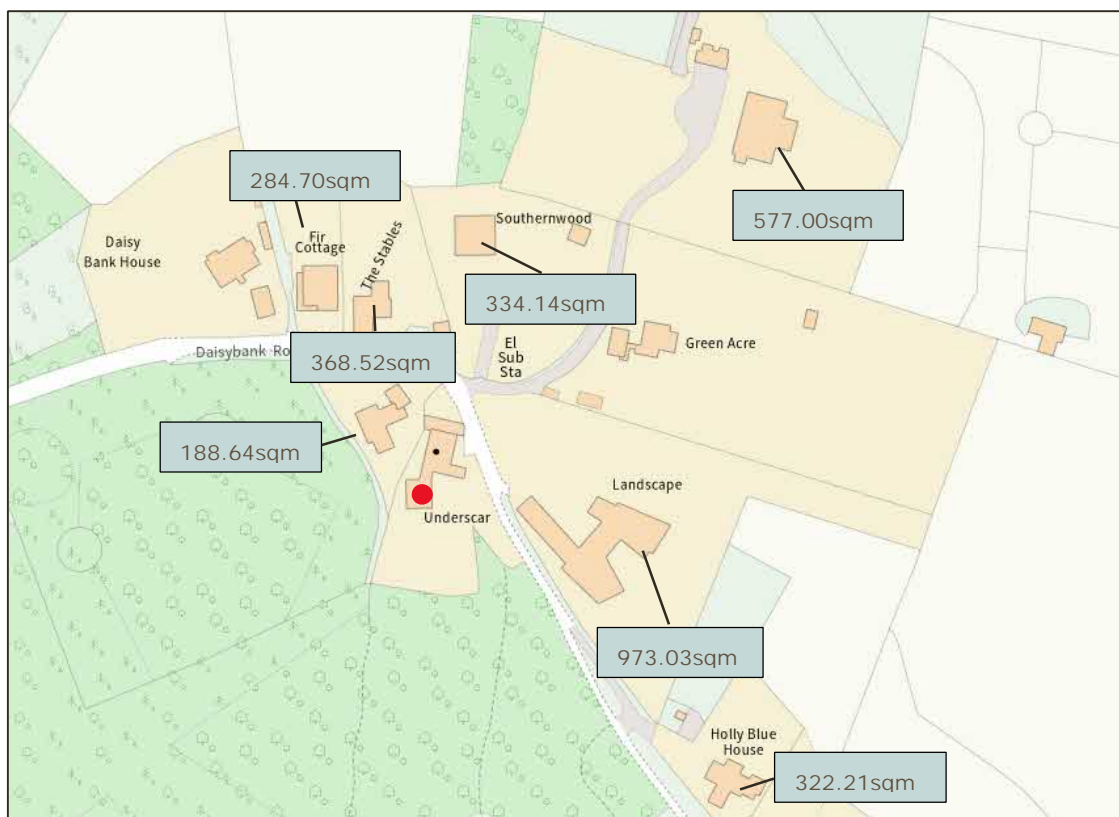 284.70sqm
Southernwood
577.00sqm
Daisy
Bank House
Fir
Cottage
The Stables
334.14sqm
El
Sub
Sta
Green Acre
Daisybank Ro
368.52sqm
188.64sqm
Landscape
Underscar
973.03sqm
Holly Blue
House
322.21sqm